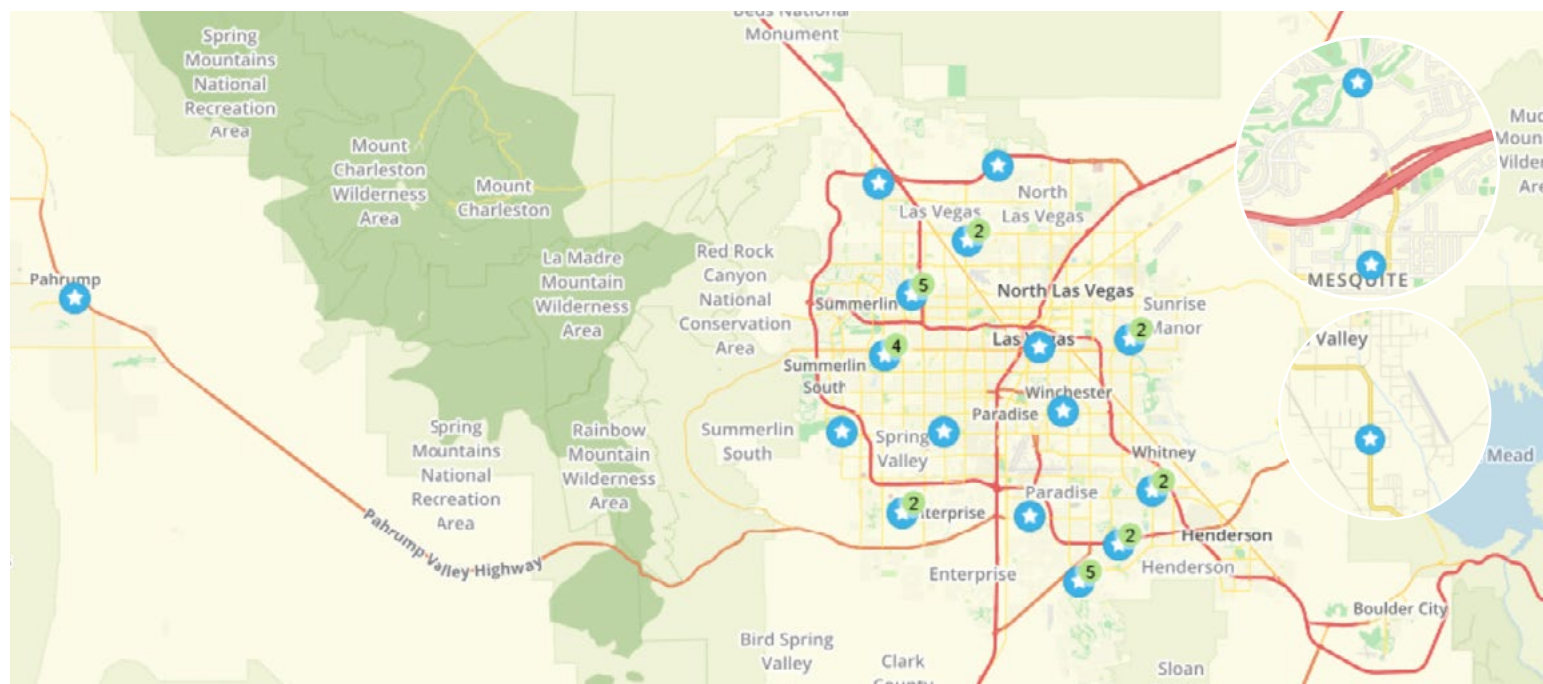 Deds National
Monument
Spring
Mountains
National
Recreation
Area
Mount
Charleston
Wilderness
Area
Mount
Charleston
North
Las Vegas
Las Vegas
2
La Madre
Mountain
Wilderness
Area
Red Rock
Canyon
National
Conservation
Area
Pahrump
5
Summerlin
North Las Vegas
Sunrise
Manor
MESQUITE
4
Las Vegas
2
Valley
Summerlin
South
Winchester
Paradise
Spring
Mountains
National
Recreation
Area
Rainbow
Mountain
Wilderness
Area
Summerlin
South
Spring
Valley
Whitney
Mead
2
Paradise
2
Enterprise
Pahrump Valley Highway
2
Henderson
Enterprise
5
Henderson
Boulder City
Bird Spring
Valley
Clark
County
Sloan